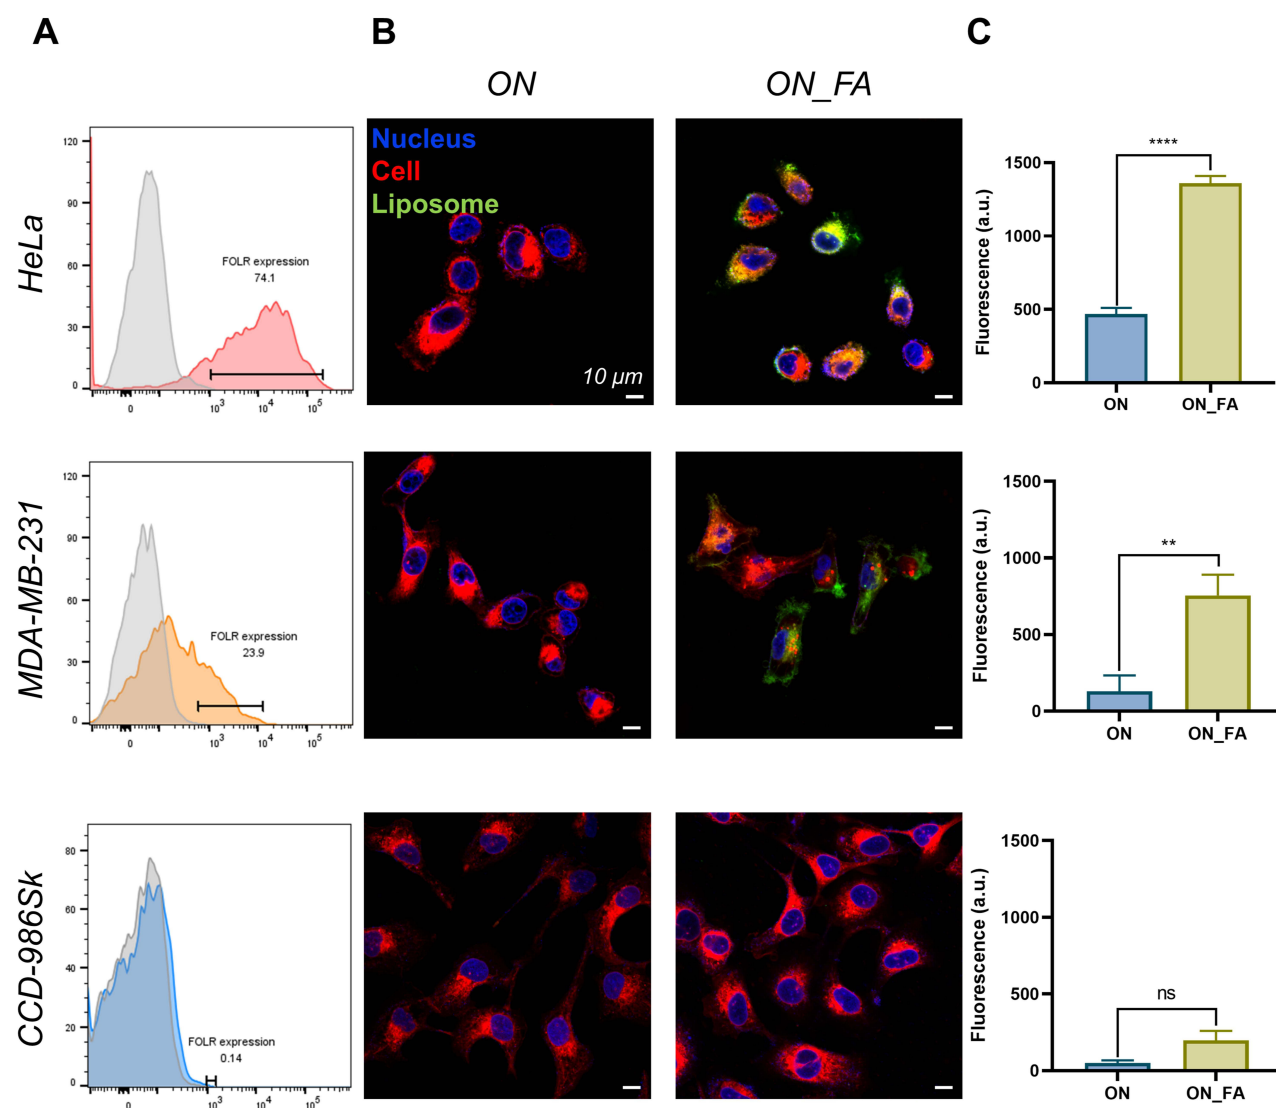 A
B
C
ON
ON_FA
HeLa
120
90
60
30
0
FOLR expression
74.1
0
10³
10⁴
10⁵
Nucleus
Cell
Liposome
10 µm
Fluorescence (a.u.)
1500
1000
500
0
****
ON
ON_FA
MDA-MB-231
120
90
60
30
0
FOLR expression
23.9
0
10³
10⁴
10⁵
Fluorescence (a.u.)
1500
1000
500
0
**
ON
ON_FA
CCD-986Sk
80
60
40
20
0
FOLR expression
0.14
0
10³
10⁴
10⁵
Fluorescence (a.u.)
1500
1000
500
0
ns
ON
ON_FA